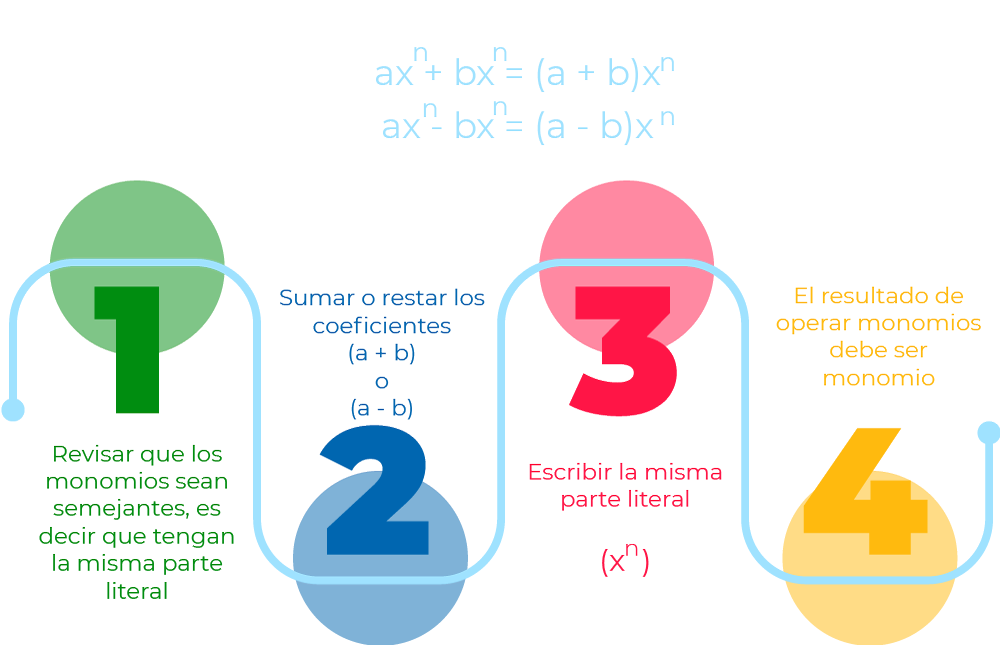 axⁿ + bxⁿ = (a + b)xⁿ
axⁿ - bxⁿ = (a - b)xⁿ
1
Revisar que los
monomios sean
semejantes, es
decir que tengan
la misma parte
literal
Sumar o restar los
coeficientes
(a + b)
o
(a - b)
2
3
Escribir la misma
parte literal
(xⁿ)
El resultado de
operar monomios
debe ser
monomio
4